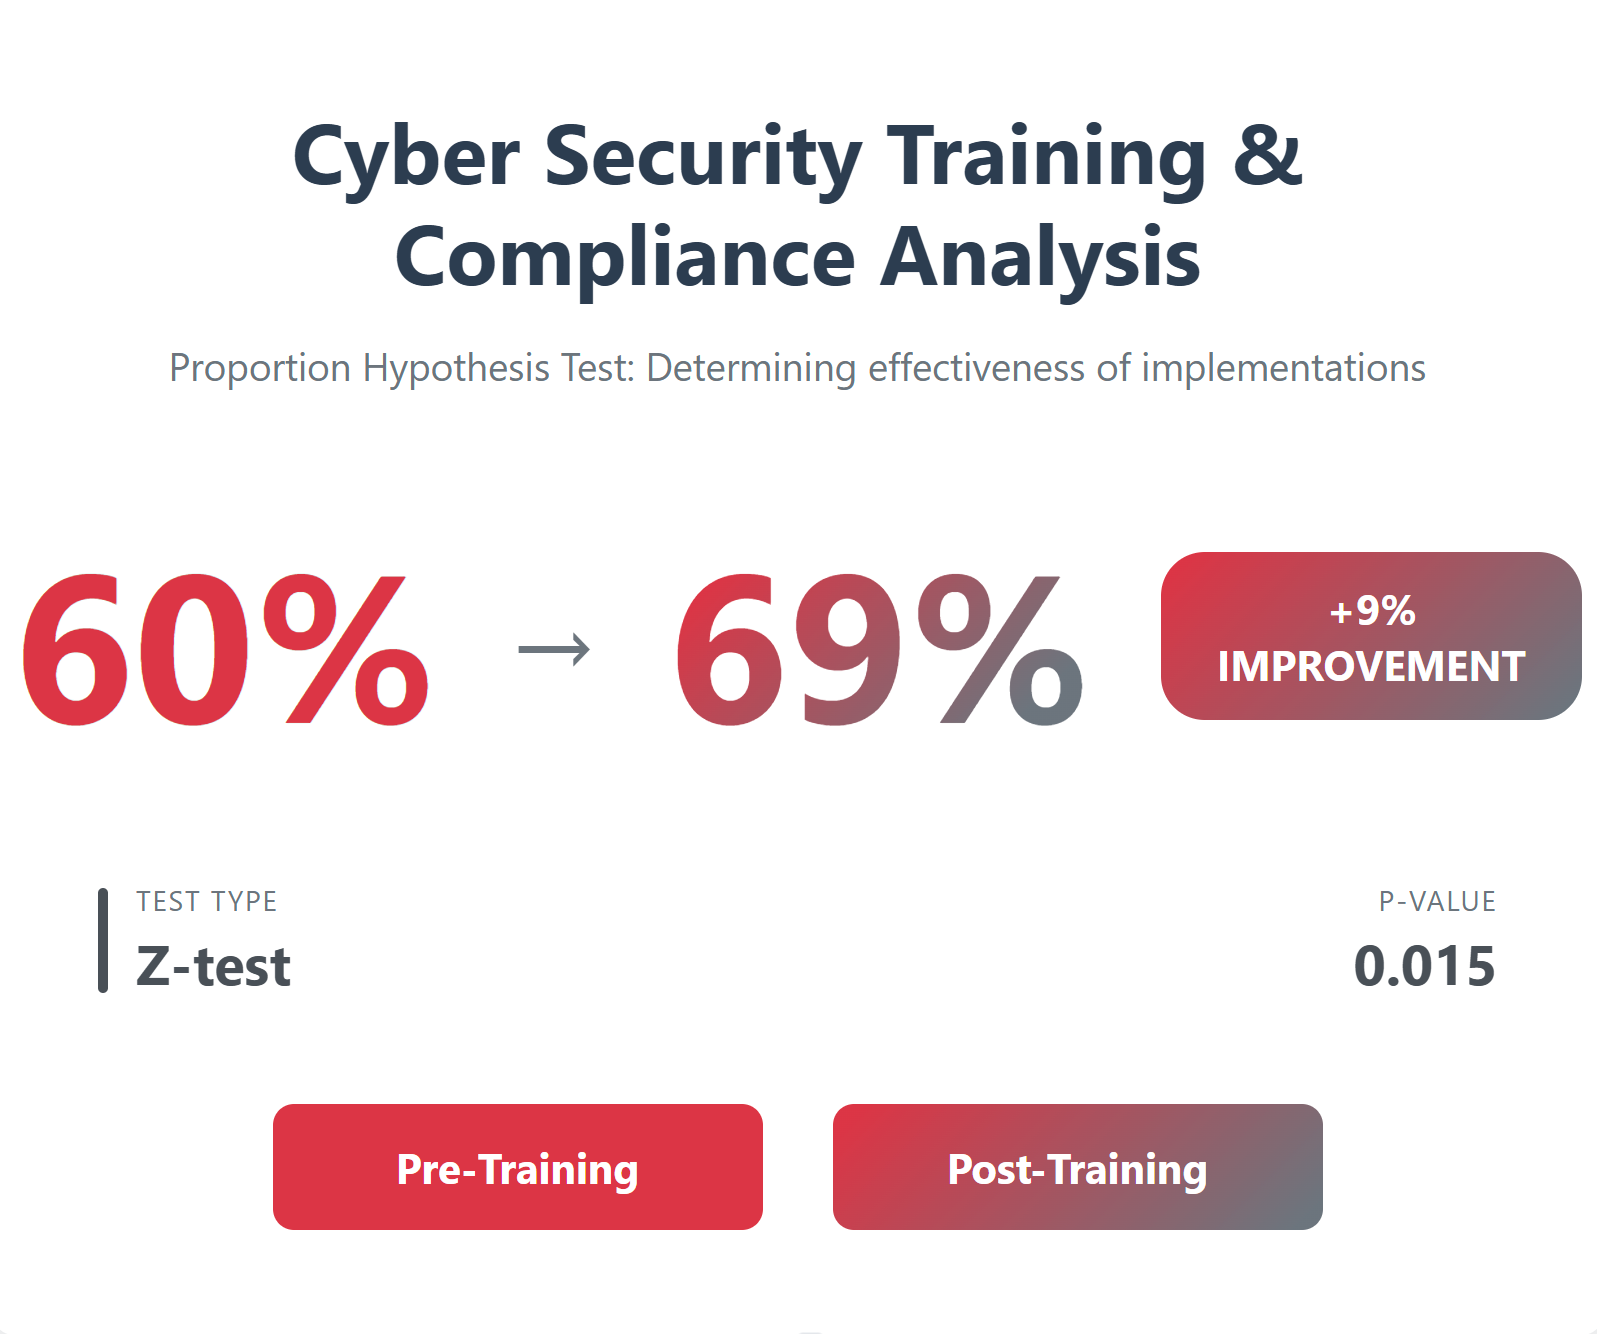 Cyber Security Training &
Compliance Analysis
Proportion Hypothesis Test: Determining effectiveness of implementations
60% → 69%
+9%
IMPROVEMENT
TEST TYPE
Z-test
P-VALUE
0.015
Pre-Training
Post-Training